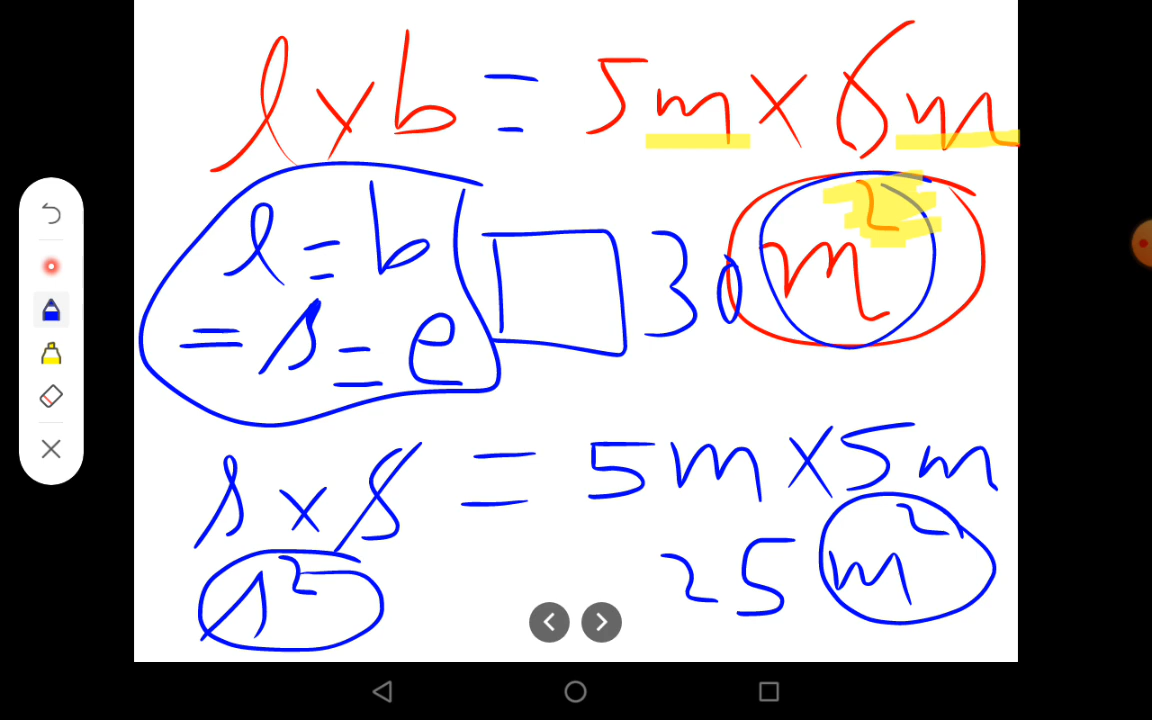 l × b = 5m × 6m
l = b
= s = e
30 m²
s × s = 5m × 5m
s²
25 m²